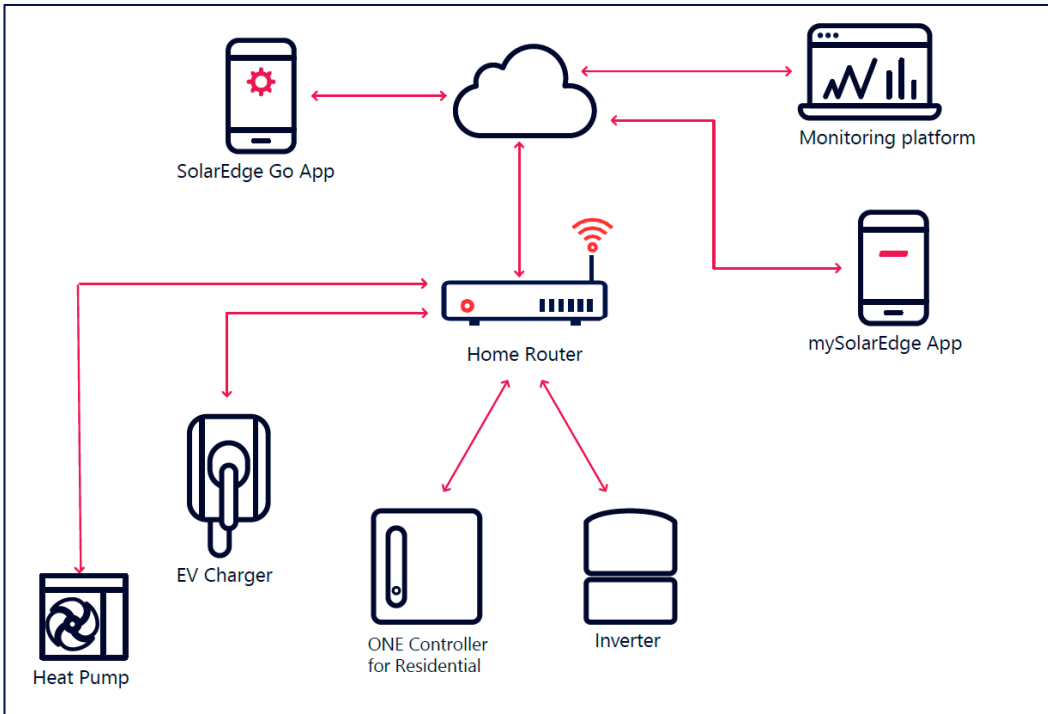 SolarEdge Go App
Monitoring platform
mySolarEdge App
Home Router
EV Charger
ONE Controller
for Residential
Inverter
Heat Pump